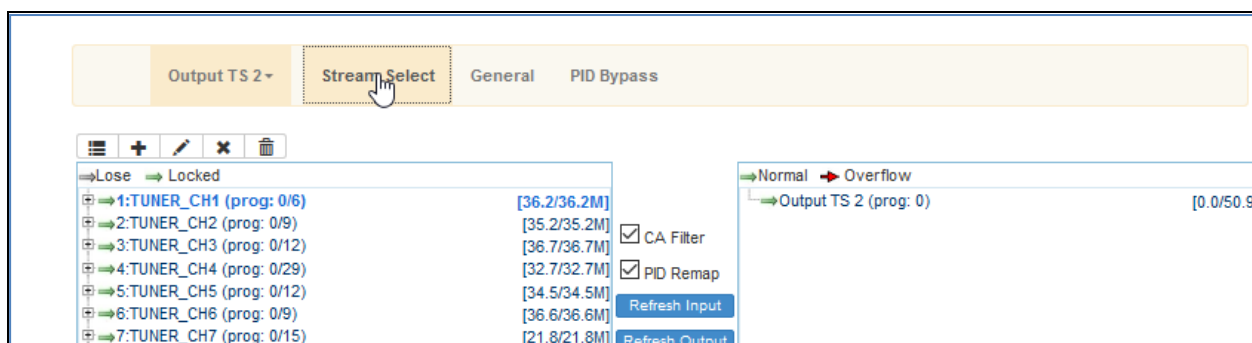 Output TS 2 Stream Select General PID Bypass
Lose Locked
1:TUNER_CH1 (prog: 0/6) [36.2/36.2M]
2:TUNER_CH2 (prog: 0/9) [35.2/35.2M]
3:TUNER_CH3 (prog: 0/12) [36.7/36.7M]
4:TUNER_CH4 (prog: 0/29) [32.7/32.7M]
5:TUNER_CH5 (prog: 0/12) [34.5/34.5M]
6:TUNER_CH6 (prog: 0/9) [36.6/36.6M]
7:TUNER_CH7 (prog: 0/15) [21.8/21.8M]
CA Filter
PID Remap
Refresh Input
Refresh Output
Normal Overflow
Output TS 2 (prog: 0) [0.0/50.9